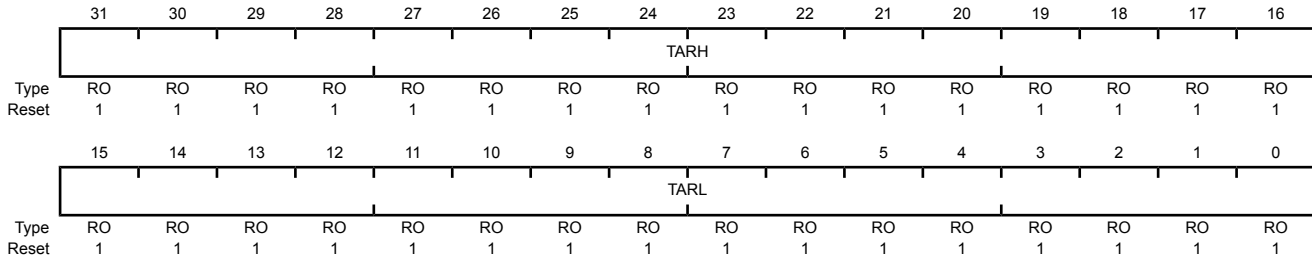 31 30 29 28 27 26 25 24 23 22 21 20 19 18 17 16
TARH
Type RO RO RO RO RO RO RO RO RO RO RO RO RO RO RO RO
Reset 1 1 1 1 1 1 1 1 1 1 1 1 1 1 1 1
15 14 13 12 11 10 9 8 7 6 5 4 3 2 1 0
TARL
Type RO RO RO RO RO RO RO RO RO RO RO RO RO RO RO RO
Reset 1 1 1 1 1 1 1 1 1 1 1 1 1 1 1 1